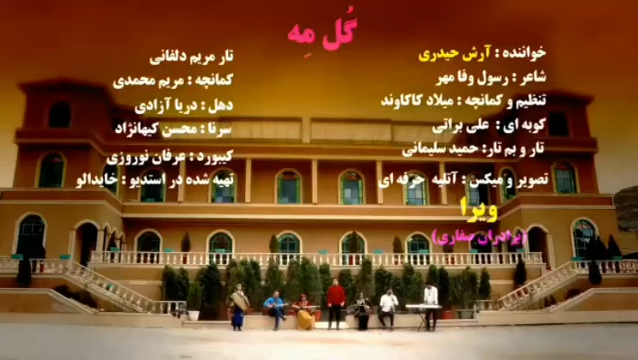 گُل مِه
خواننده : آرش حیدری
شاعر : رسول وفا مهر
تنظیم و کمانچه : میلاد کاکاوند
کوبه ای : علی براتی
تار و بم تار: حمید سلیمانی
تصویر و میکس : آتلیه حرفه ای
ویرا
(برادران صفاری)
تار مریم دلفانی
کمانچه : مریم محمدی
دهل : دریا آزادی
سرنا : محسن کیهانژاد
کیبورد : عرفان نوروزی
تهیه شده در استدیو : خایدالو